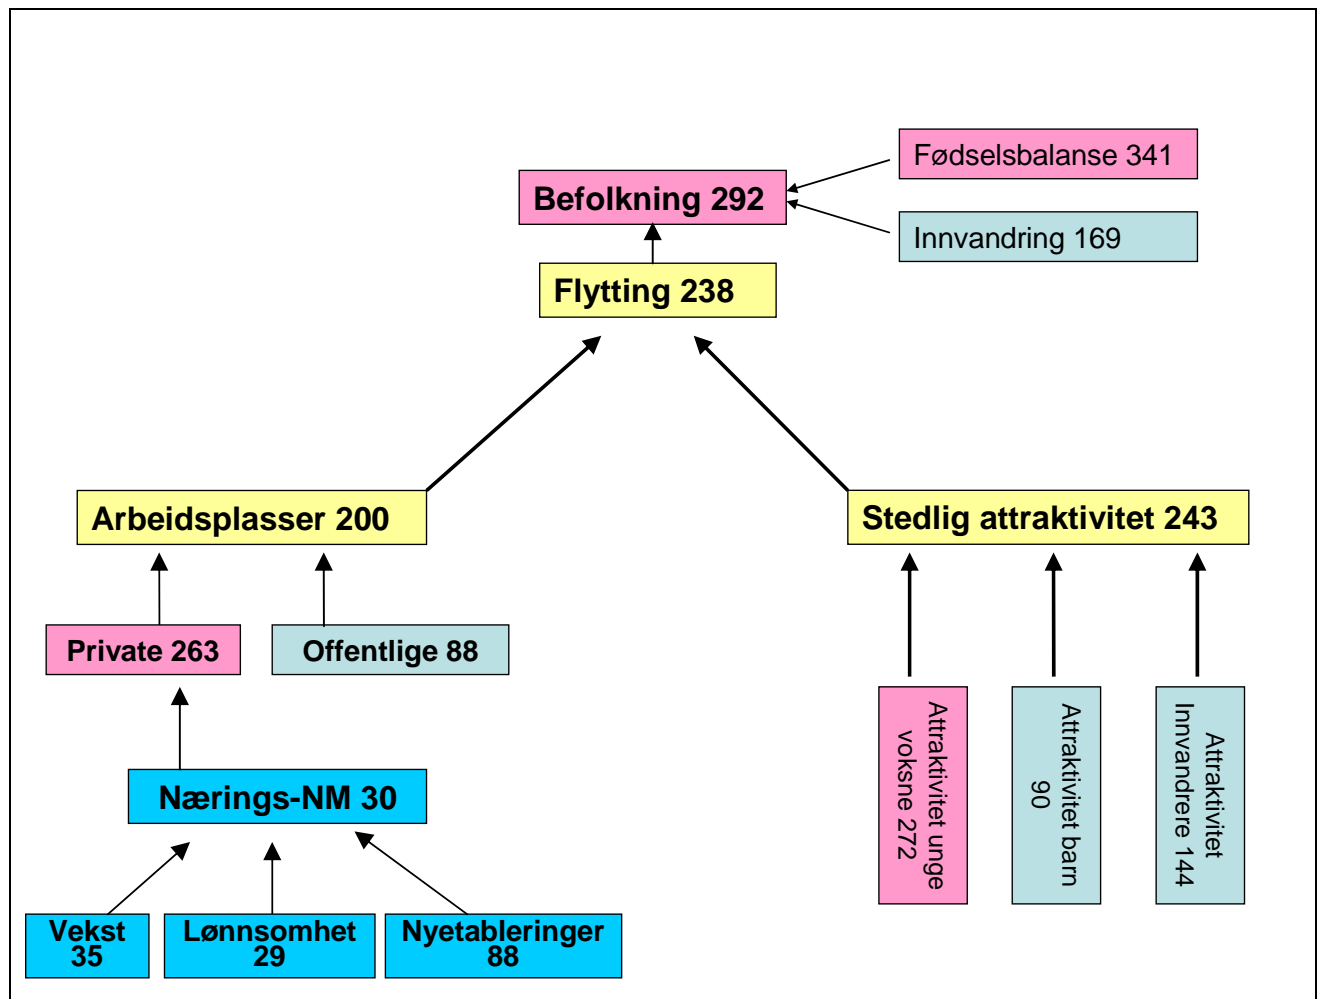 Fødselsbalanse 341
Befolkning 292
Innvandring 169
Flytting 238
Arbeidsplasser 200
Stedlig attraktivitet 243
Private 263
Offentlige 88
Attraktivitet unge
voksne 272
Attraktivitet barn
90
Attraktivitet
Innvandrere 144
Nærings-NM 30
Vekst
35
Lønnsomhet
29
Nyetableringer
88